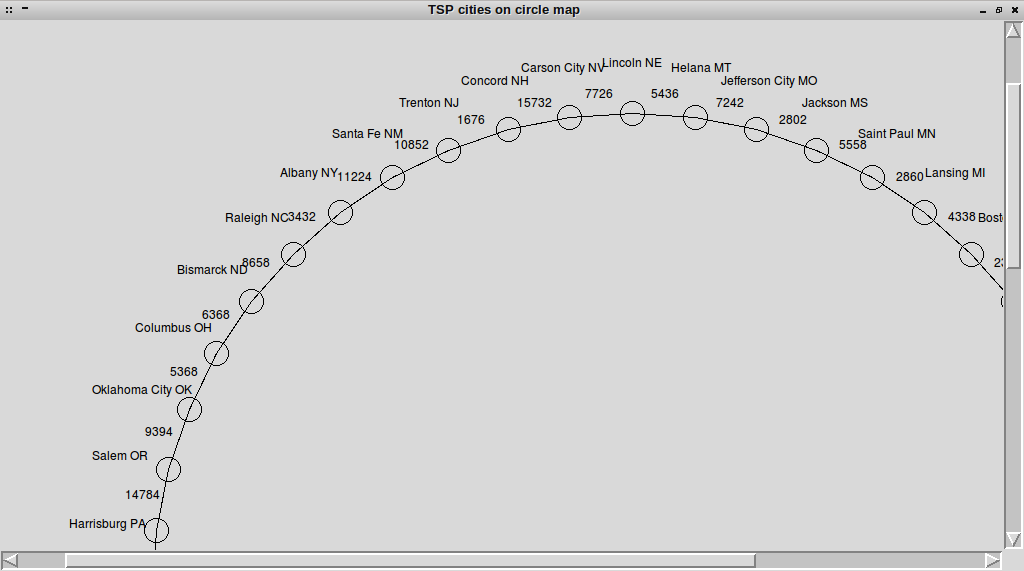 TSP cities on circle map
Lincoln NE
Carson City NV
Helana MT
Concord NH
Jefferson City MO
7726
5436
Trenton NJ
15732
7242
Jackson MS
1676
2802
Santa Fe NM
Saint Paul MN
10852
5558
Albany NY
11224
2860
Lansing MI
Raleigh NC
3432
4338
8658
Bismarck ND
6368
Columbus OH
5368
Oklahoma City OK
9394
Salem OR
14784
Harrisburg PA